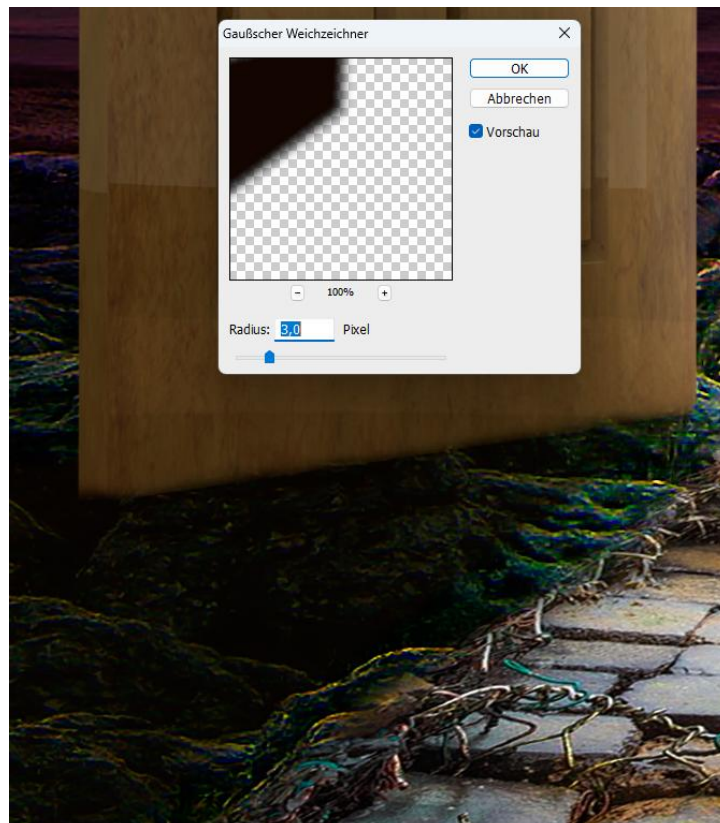 Gaußscher Weichzeichner
OK
Abbrechen
Vorschau
- 100% +
Radius: 3,0 Pixel